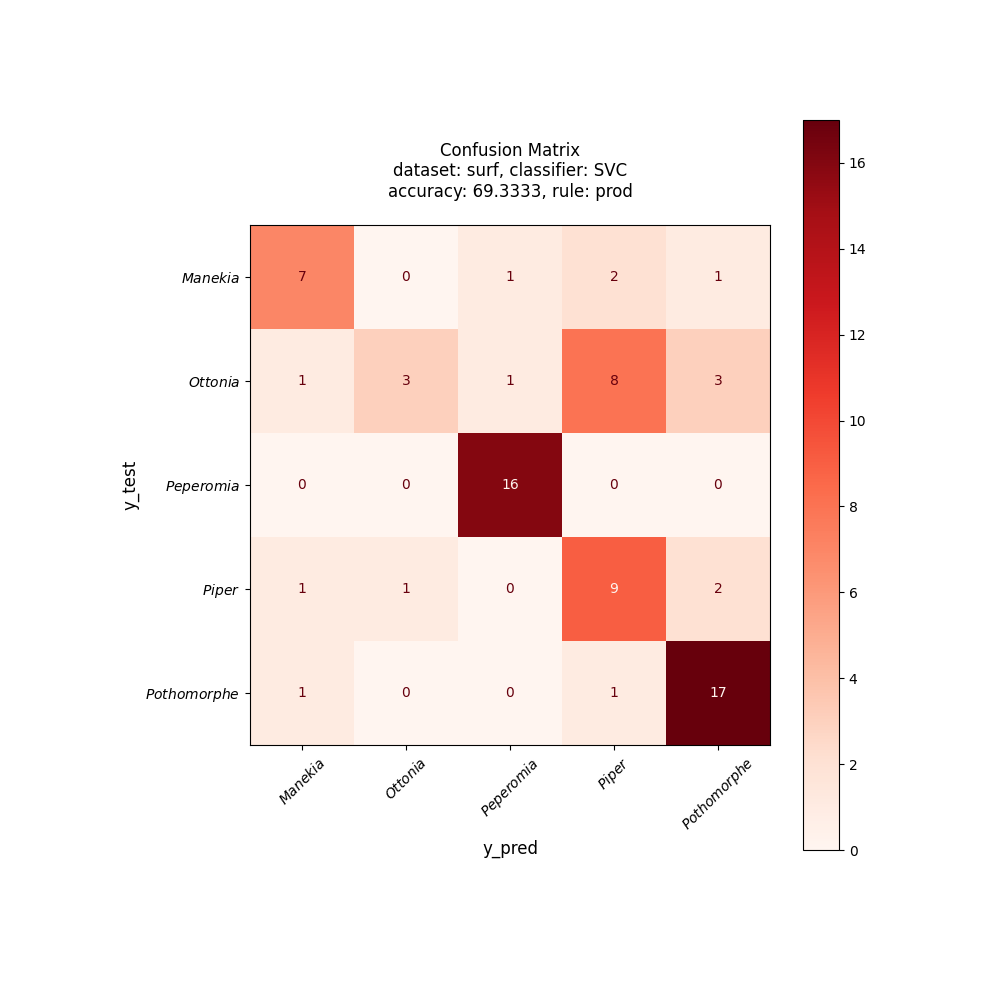 Confusion Matrix
dataset: surf, classifier: SVC
accuracy: 69.3333, rule: prod
y_test
Manekia 7 0 1 2 1
Ottonia 1 3 1 8 3
Peperomia 0 0 16 0 0
Piper 1 1 0 9 2
Pothomorphe 1 0 0 1 17
Manekia Ottonia Peperomia Piper Pothomorphe
y_pred
16
14
12
10
8
6
4
2
0